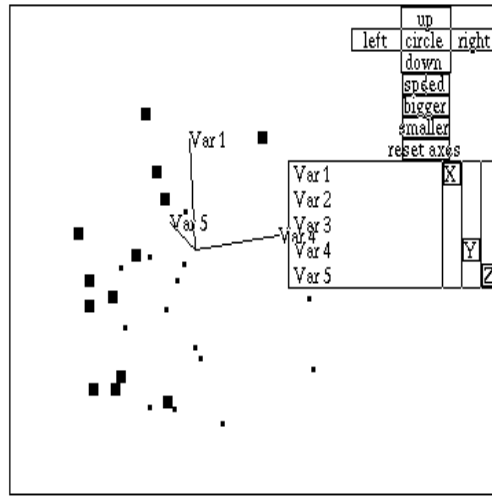 up
left circle right
down
speed
bigger
smaller
reset axes
Var 1
Var 5
Var 4
Var 1 X
Var 2
Var 3
Var 4 Y
Var 5 Z